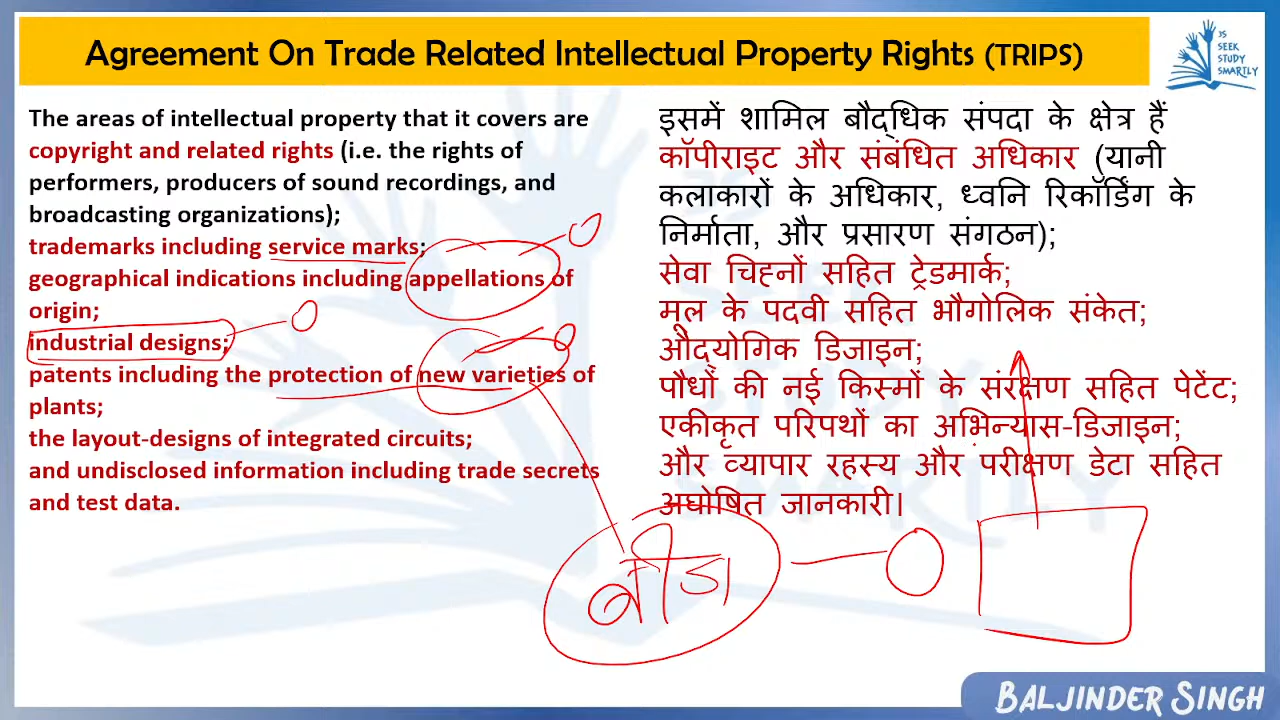 Agreement On Trade Related Intellectual Property Rights (TRIPS)
JS
SEEK
STUDY
SMARTLY
The areas of intellectual property that it covers are
copyright and related rights (i.e. the rights of
performers, producers of sound recordings, and
broadcasting organizations);
trademarks including service marks;
geographical indications including appellations of
origin;
industrial designs;
patents including the protection of new varieties of
plants;
the layout-designs of integrated circuits;
and undisclosed information including trade secrets
and test data.
इसमें शामिल बौद्धिक संपदा के क्षेत्र हैं
कॉपीराइट और संबंधित अधिकार (यानी
कलाकारों के अधिकार, ध्वनि रिकॉर्डिंग के
निर्माता, और प्रसारण संगठन);
सेवा चिह्नों सहित ट्रेडमार्क;
मूल के पदवी सहित भौगोलिक संकेत;
औद्योगिक डिजाइन;
पौधों की नई किस्मों के संरक्षण सहित पेटेंट;
एकीकृत परिपथों का अभिन्यास-डिजाइन;
और व्यापार रहस्य और परीक्षण डेटा सहित
अघोषित जानकारी।
बीज
JS
SEEK
STUDY
SMARTLY
BALJINDER SINGH